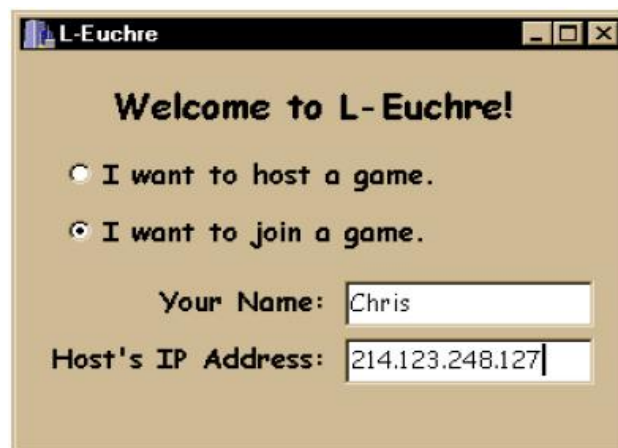 L-Euchre
Welcome to L-Euchre!
I want to host a game.
I want to join a game.
Your Name: Chris
Host's IP Address: 214.123.248.127